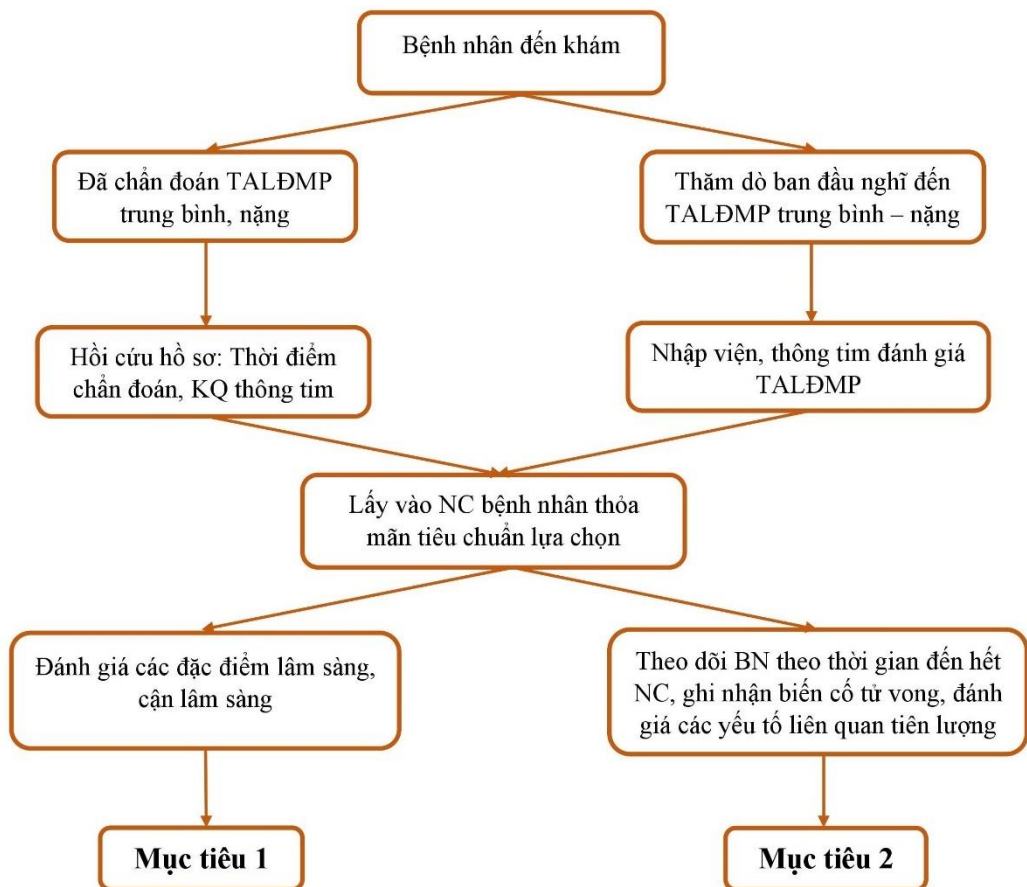 Bệnh nhân đến khám
Đã chẩn đoán TALĐMP
trung bình, nặng
Thăm dò ban đầu nghĩ đến
TALĐMP trung bình – nặng
Hồi cứu hồ sơ: Thời điểm
chẩn đoán, KQ thông tim
Nhập viện, thông tim đánh giá
TALĐMP
Lấy vào NC bệnh nhân thỏa
mãn tiêu chuẩn lựa chọn
Đánh giá các đặc điểm lâm sàng,
cận lâm sàng
Theo dõi BN theo thời gian đến hết
NC, ghi nhận biến cố tử vong, đánh
giá các yếu tố liên quan tiên lượng
Mục tiêu 1
Mục tiêu 2